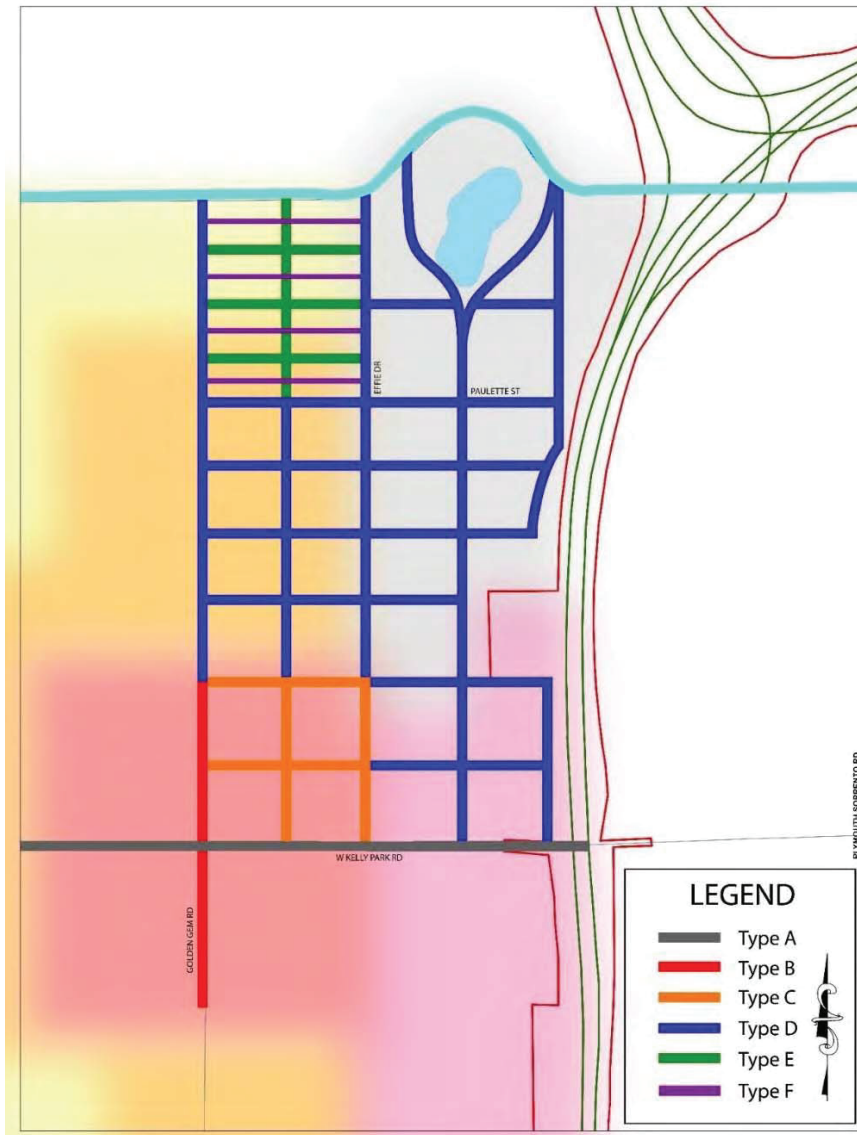 EFFIE DR
PAULETTE ST
PLYMOUTH SORRENTO RD
W KELLY PARK RD
GOLDEN GEM RD
LEGEND
Type A
Type B
Type C
Type D
Type E
Type F